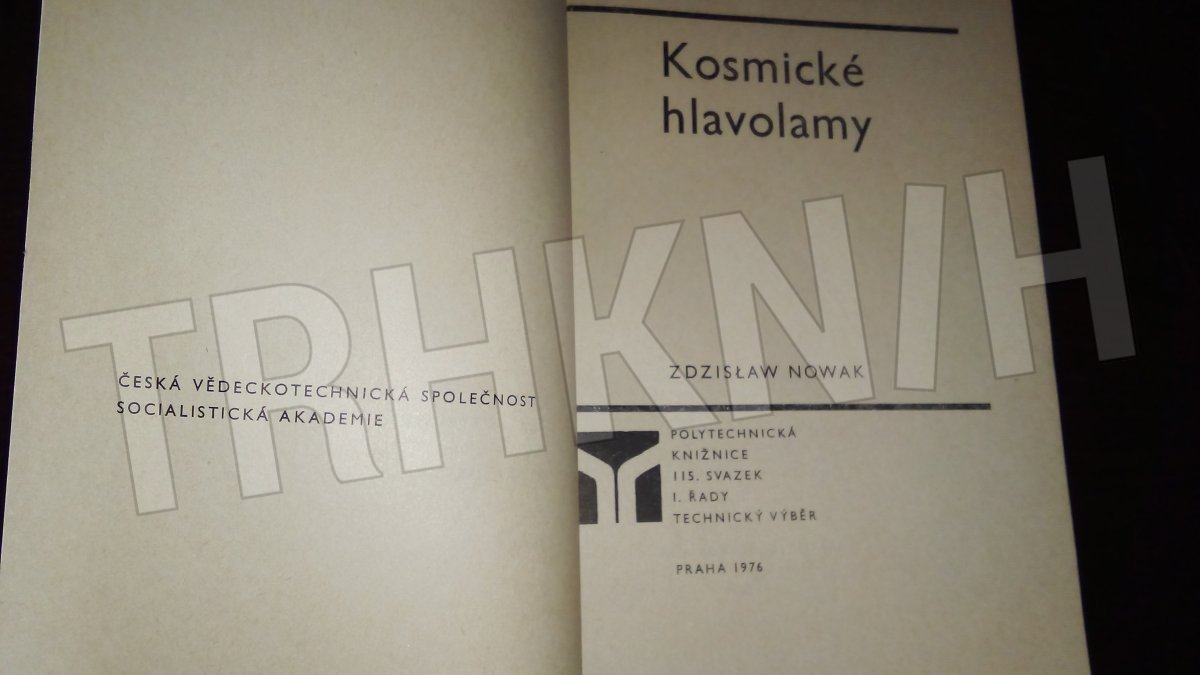 ČESKÁ VĚDECKOTECHNICKÁ SPOLEČNOST
SOCIALISTICKÁ AKADEMIE
Kosmické
hlavolamy
ZDZISŁAW NOWAK
POLYTECHNICKÁ
KNIŽNICE
115. SVAZEK
I. ŘADY
TECHNICKÝ VÝBĚR
PRAHA 1976
TRHKNIH